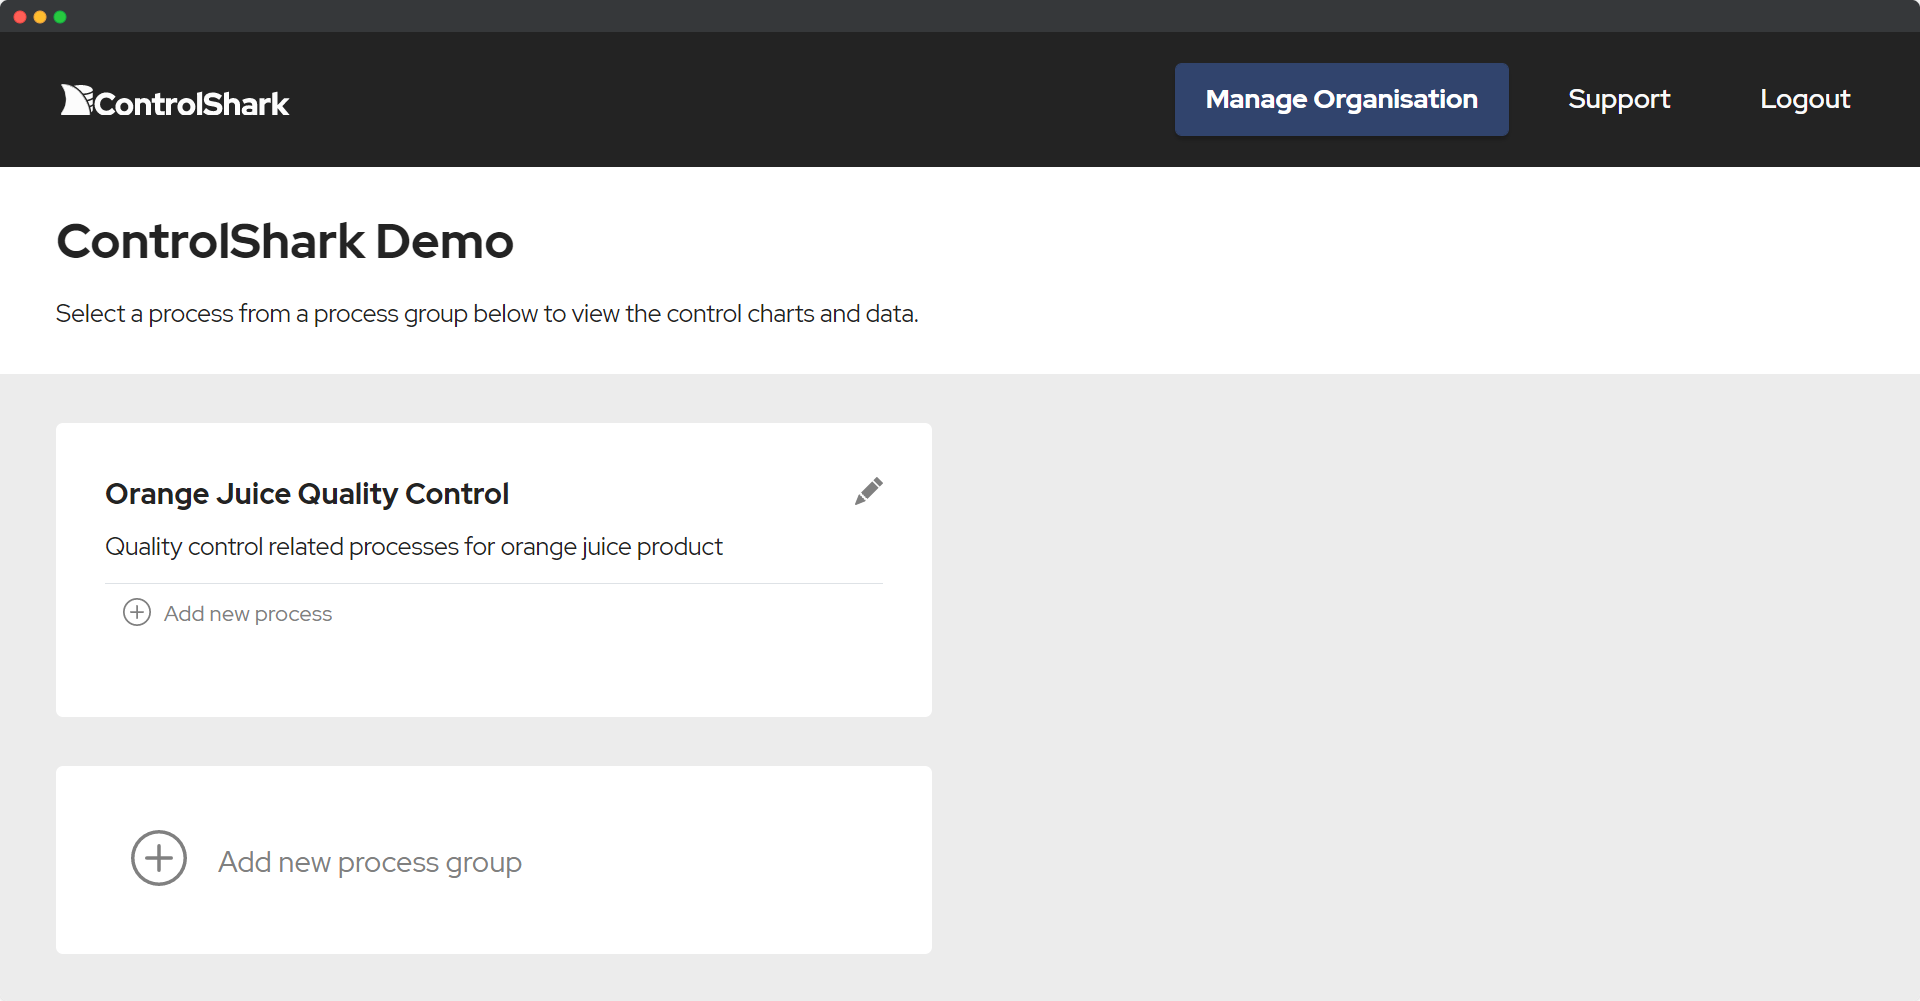 ControlShark
Manage Organisation
Support
Logout
ControlShark Demo
Select a process from a process group below to view the control charts and data.
Orange Juice Quality Control
Quality control related processes for orange juice product
Add new process
Add new process group